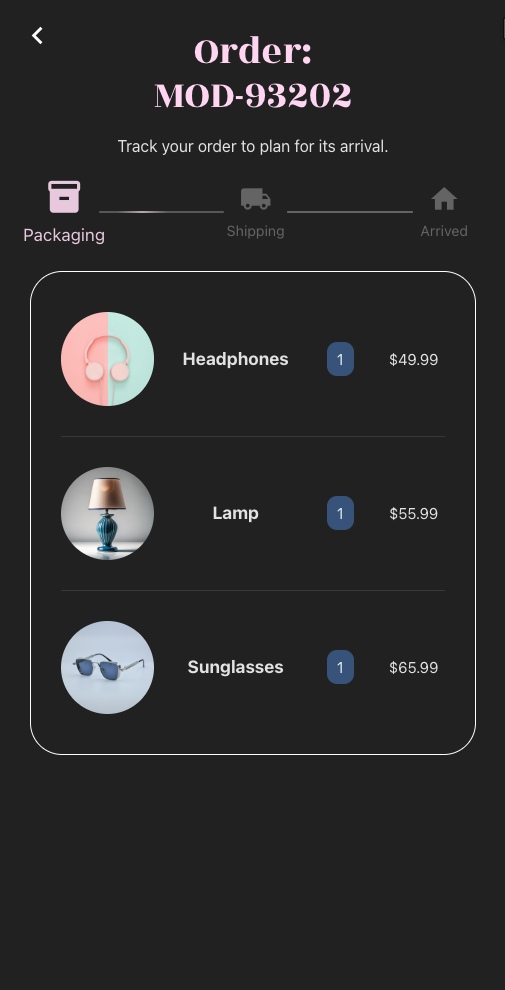 Order:
MOD-93202
Track your order to plan for its arrival.
Packaging
Shipping
Arrived
Headphones 1 $49.99
Lamp 1 $55.99
Sunglasses 1 $65.99